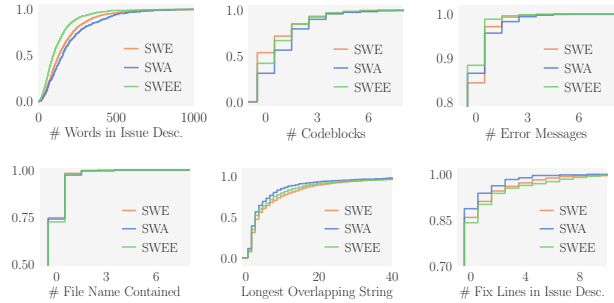 1.0
0.5
0.0
SWE
SWA
SWEE
0 500 1000
# Words in Issue Desc.
1.0
0.5
0.0
SWE
SWA
SWEE
0 3 6
# Codeblocks
1.0
0.9
0.8
SWE
SWA
SWEE
0 3 6
# Error Messages
1.00
0.75
0.50
SWE
SWA
SWEE
0 3 6
# File Name Contained
1.0
0.5
0.0
SWE
SWA
SWEE
0 20 40
Longest Overlapping String
1.00
0.85
0.70
SWE
SWA
SWEE
0 4 8
# Fix Lines in Issue Desc.